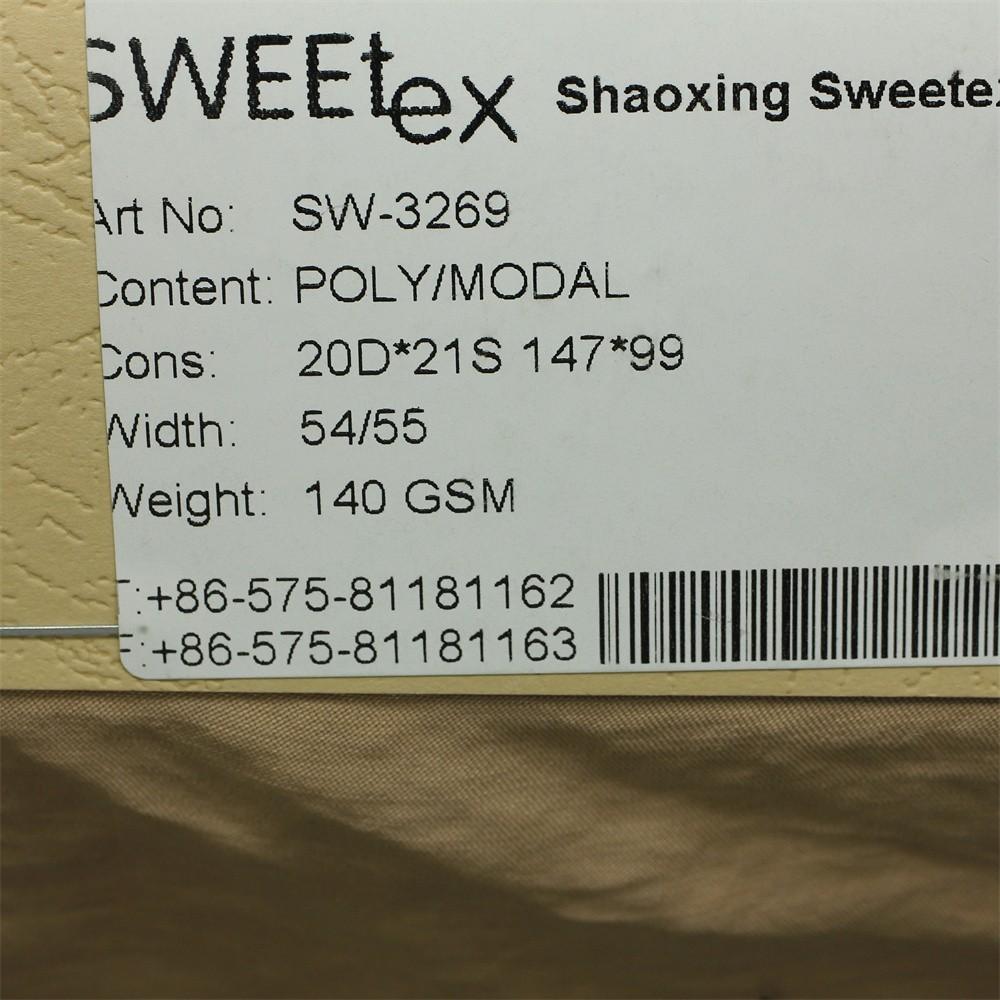 SWEEtex Shaoxing Sweetex
Art No: SW-3269
Content: POLY/MODAL
Cons: 20D*21S 147*99
Width: 54/55
Weight: 140 GSM
T:+86-575-81181162
F:+86-575-81181163